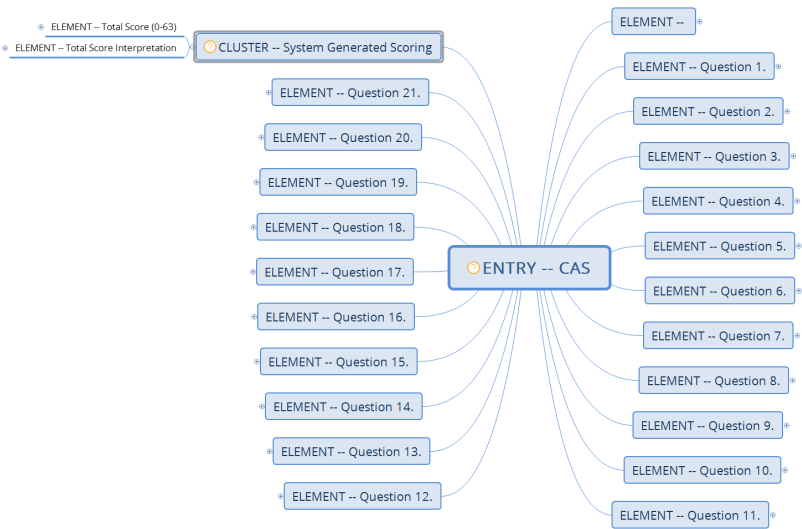 ELEMENT -- Total Score (0-63)
ELEMENT -- Total Score Interpretation
CLUSTER -- System Generated Scoring
ELEMENT -- Question 21.
ELEMENT -- Question 20.
ELEMENT -- Question 19.
ELEMENT -- Question 18.
ELEMENT -- Question 17.
ELEMENT -- Question 16.
ELEMENT -- Question 15.
ELEMENT -- Question 14.
ELEMENT -- Question 13.
ELEMENT -- Question 12.
ENTRY -- CAS
ELEMENT --
ELEMENT -- Question 1.
ELEMENT -- Question 2.
ELEMENT -- Question 3.
ELEMENT -- Question 4.
ELEMENT -- Question 5.
ELEMENT -- Question 6.
ELEMENT -- Question 7.
ELEMENT -- Question 8.
ELEMENT -- Question 9.
ELEMENT -- Question 10.
ELEMENT -- Question 11.